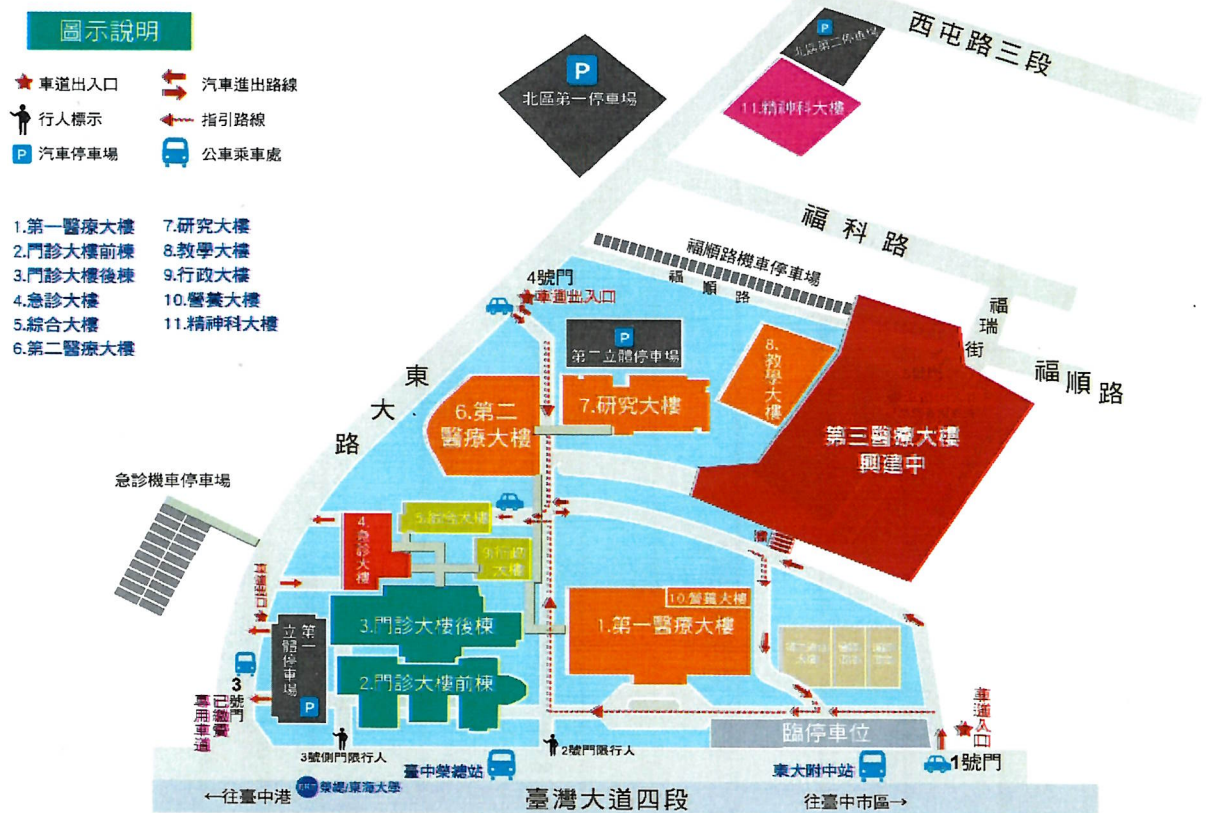 圖示說明
車道出入口
汽車進出路線
行人標示
指引路線
P 汽車停車場
公車乘車處
1.第一醫療大樓
2.門診大樓前棟
3.門診大樓後棟
4.急診大樓
5.綜合大樓
6.第二醫療大樓
7.研究大樓
8.教學大樓
9.行政大樓
10.營養大樓
11.精神科大樓
西屯路三段
P
北區第二停車場
11.精神科大樓
P
北區第一停車場
福科路
福順路機車停車場
福順路
福瑞街
福順路
4號門
車道出入口
P
第二立體停車場
8.教學大樓
7.研究大樓
6.第二
醫療大樓
第三醫療大樓
興建中
東大路
急診機車停車場
4.急診大樓
5.綜合大樓
9.行政
大樓
10.營養大樓
1.第一醫療大樓
3.門診大樓後棟
2.門診大樓前棟
車道出口
第一
立體停車場
P
3號門
已繳費
專用車道
3號側門限行人
2號門限行人
臨停車位
車道入口
1號門
臺中榮總站
東大附中站
榮總/東海大學
←往臺中港
臺灣大道四段
往臺中市區→